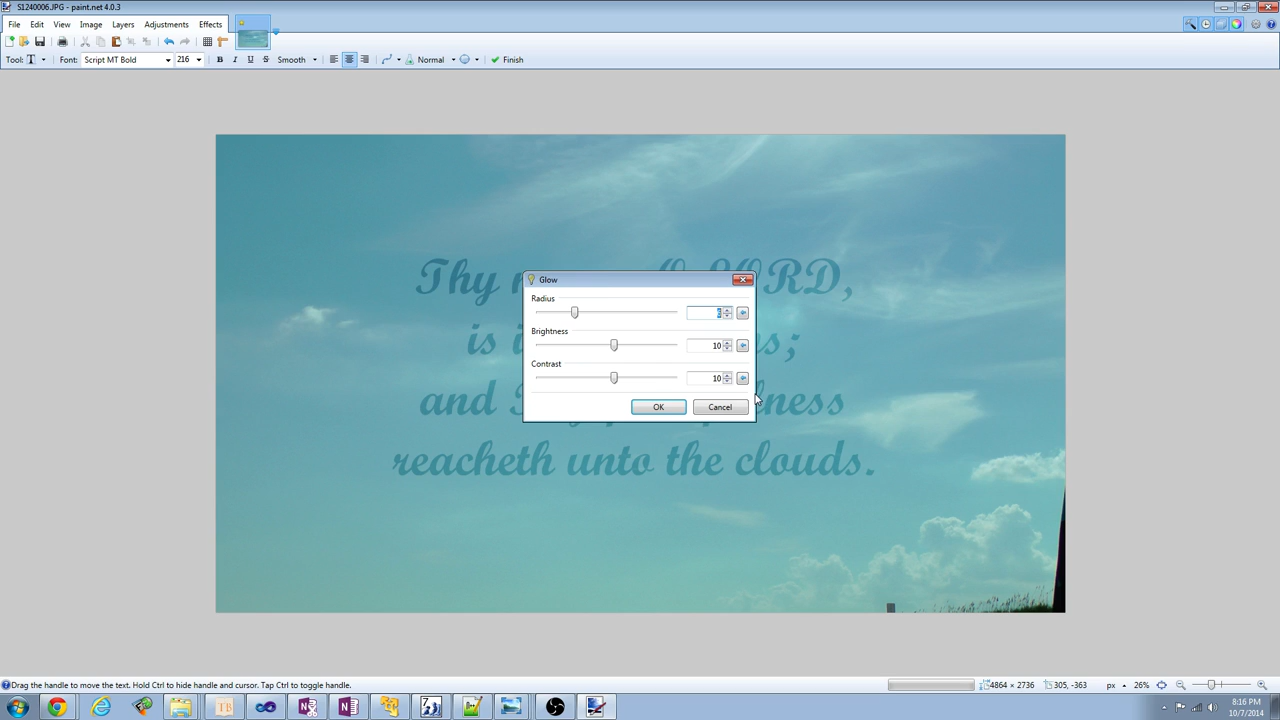 S1240006.JPG - paint.net 4.0.3
File Edit View Image Layers Adjustments Effects
Tool: T Font: Script MT Bold 216 B I U S Smooth Normal Finish
Thy LORD,
is i s;
and ness
reacheth unto the clouds.
Glow
Radius
6
Brightness
10
Contrast
10
OK Cancel
Drag the handle to move the text. Hold Ctrl to hide handle and cursor. Tap Ctrl to toggle handle.
4864 × 2736 305, -363 px 26%
TB
8:16 PM
10/7/2014